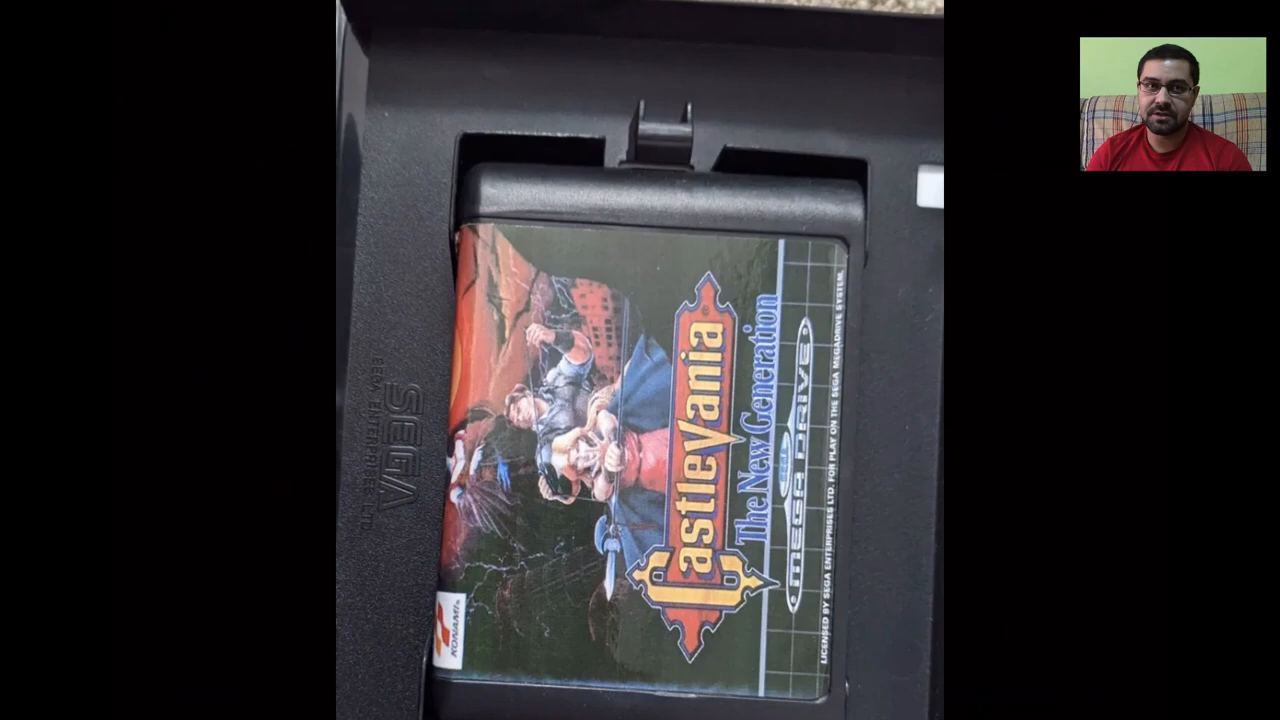 CastleVania
The New Generation
SEGA
MEGA DRIVE
LICENSED BY SEGA ENTERPRISES LTD. FOR PLAY ON THE SEGA MEGADRIVE SYSTEM.
KONAMI
SEGA
SEGA ENTERPRISES LTD.